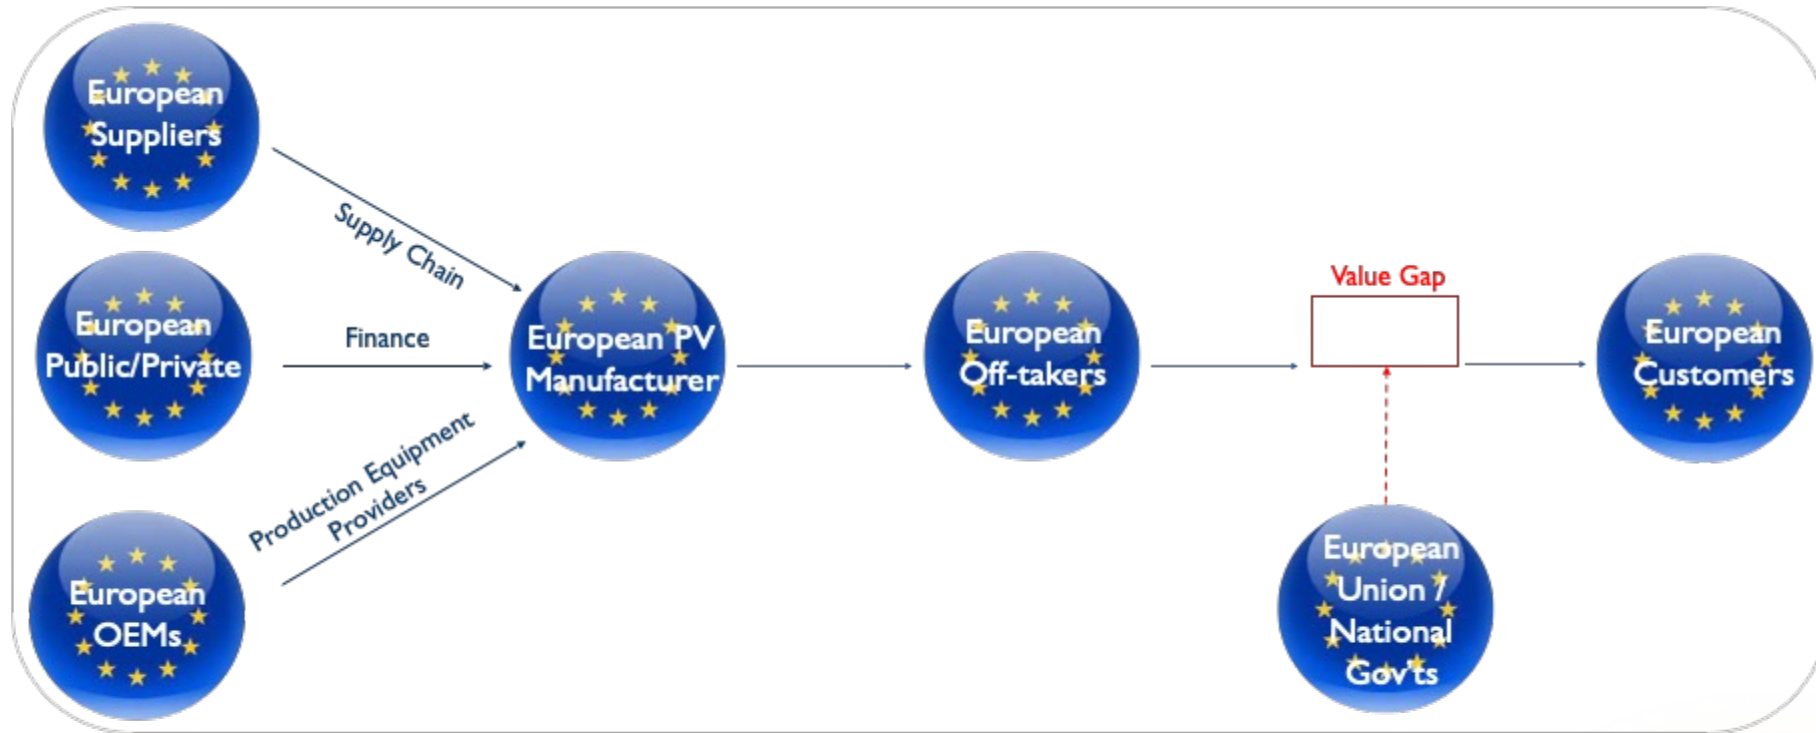 European
Suppliers
Supply Chain
European
Public/Private
Finance
European PV
Manufacturer
European
Off-takers
Value Gap
European
Customers
Production Equipment
Providers
European
OEMs
European
Union /
National
Gov'ts